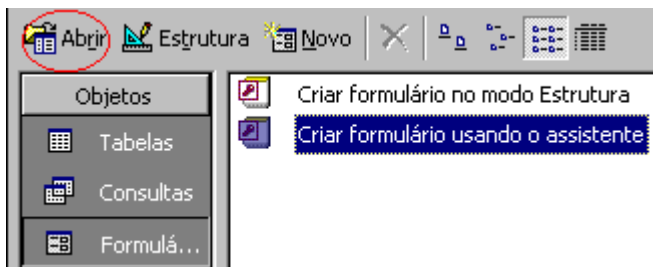 Abrir Estrutura Novo
Objetos
Criar formulário no modo Estrutura
Criar formulário usando o assistente
Tabelas
Consultas
Formulá...